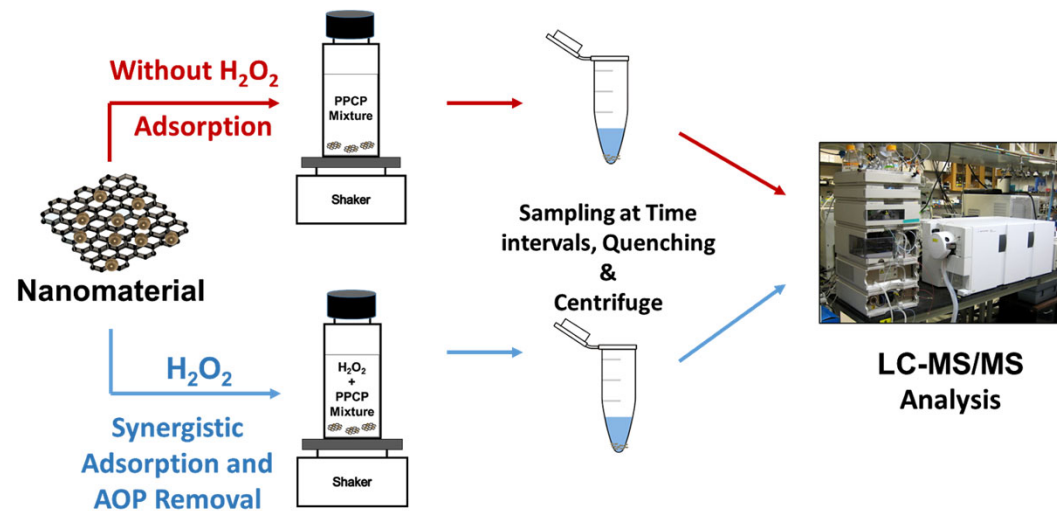 Without H₂O₂
Adsorption
PPCP
Mixture
Shaker
Nanomaterial
H₂O₂
Synergistic
Adsorption and
AOP Removal
H₂O₂
+
PPCP
Mixture
Shaker
Sampling at Time
intervals, Quenching
&
Centrifuge
LC-MS/MS
Analysis